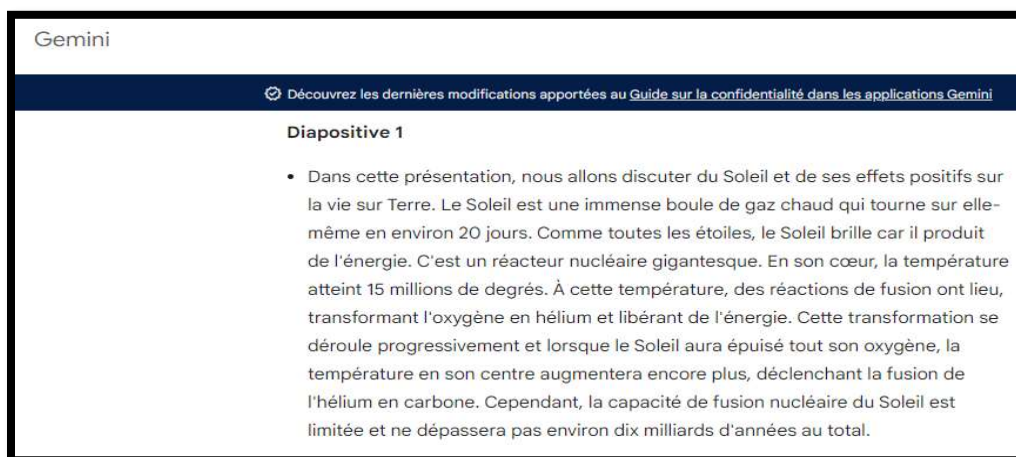 Gemini
Découvrez les dernières modifications apportées au Guide sur la confidentialité dans les applications Gemini
Diapositive 1
• Dans cette présentation, nous allons discuter du Soleil et de ses effets positifs sur
la vie sur Terre. Le Soleil est une immense boule de gaz chaud qui tourne sur elle-
même en environ 20 jours. Comme toutes les étoiles, le Soleil brille car il produit
de l'énergie. C'est un réacteur nucléaire gigantesque. En son cœur, la température
atteint 15 millions de degrés. À cette température, des réactions de fusion ont lieu,
transformant l'oxygène en hélium et libérant de l'énergie. Cette transformation se
déroule progressivement et lorsque le Soleil aura épuisé tout son oxygène, la
température en son centre augmentera encore plus, déclenchant la fusion de
l'hélium en carbone. Cependant, la capacité de fusion nucléaire du Soleil est
limitée et ne dépassera pas environ dix milliards d'années au total.